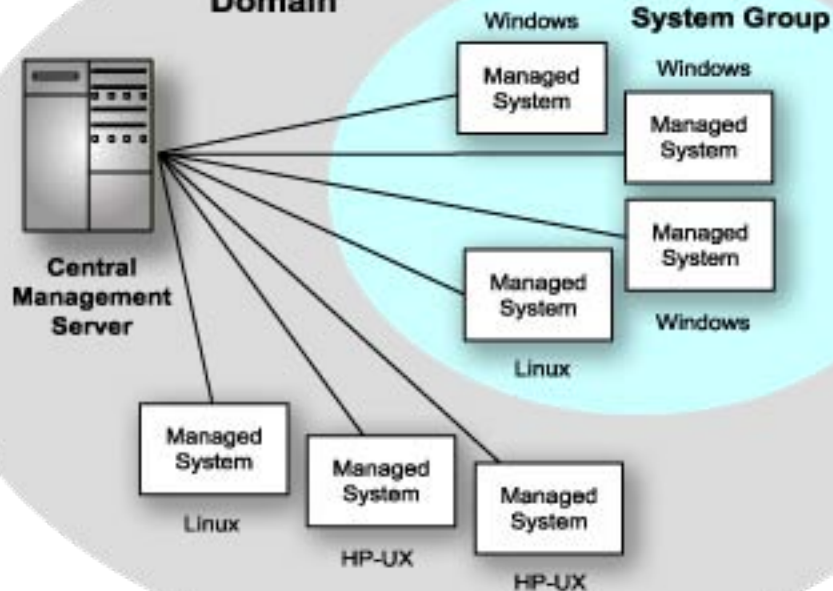 Domain
System Group
Windows
Managed
System
Windows
Managed
System
Managed
System
Windows
Managed
System
Linux
Central
Management
Server
Managed
System
Linux
Managed
System
HP-UX
Managed
System
HP-UX